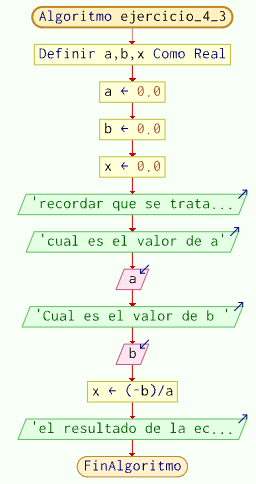 Algoritmo ejercicio_4_3
Definir a,b,x Como Real
a ← 0.0
b ← 0.0
x ← 0.0
'recordar que se trata...
'cual es el valor de a'
a
'Cual es el valor de b '
b
x ← (-b)/a
'el resultado de la ec...
FinAlgoritmo